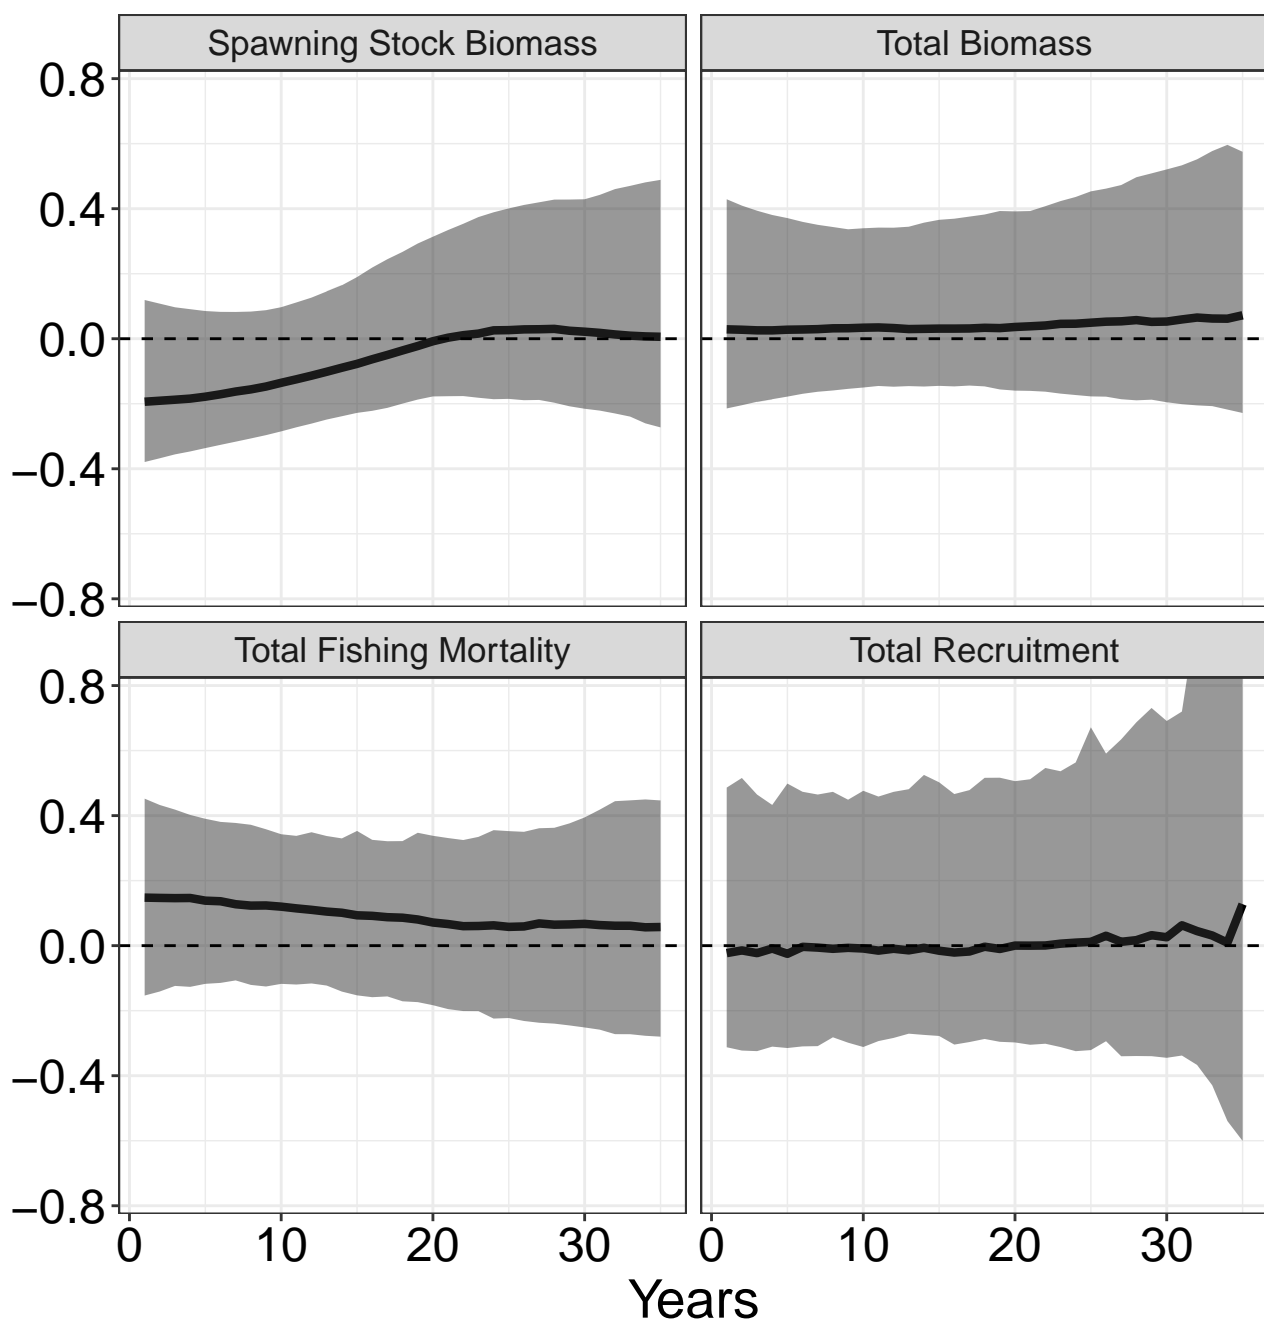 Spawning Stock Biomass
Total Biomass
0.8
0.4
0.0
−0.4
−0.8
Total Fishing Mortality
Total Recruitment
0.8
0.4
0.0
−0.4
−0.8
0 10 20 30
0 10 20 30
Years